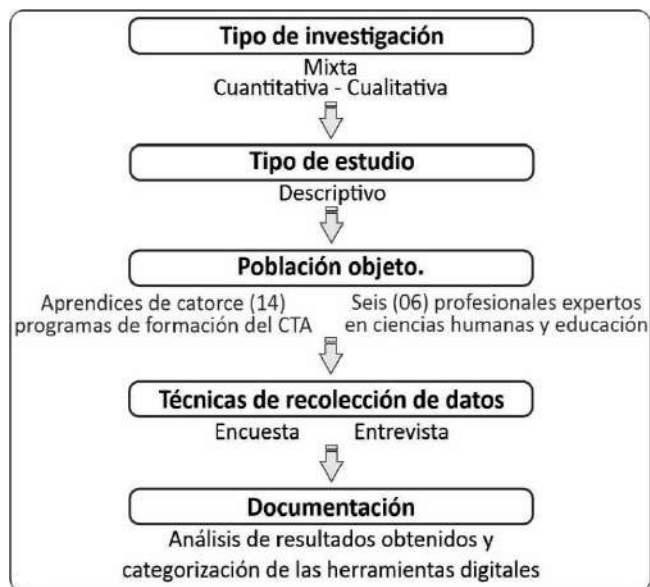 Tipo de investigación
Mixta
Cuantitativa - Cualitativa
Tipo de estudio
Descriptivo
Población objeto.
Aprendices de catorce (14)
programas de formación del CTA
Seis (06) profesionales expertos
en ciencias humanas y educación
Técnicas de recolección de datos
Encuesta Entrevista
Documentación
Análisis de resultados obtenidos y
categorización de las herramientas digitales